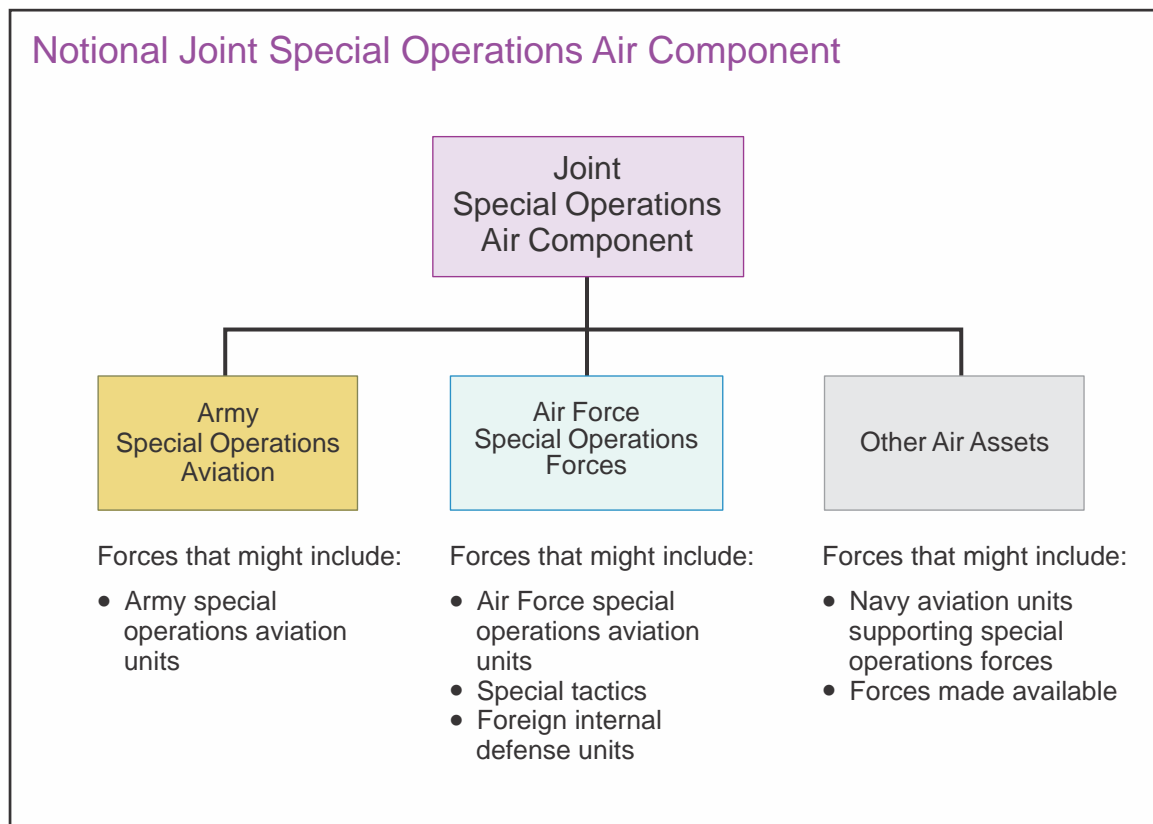 Notional Joint Special Operations Air Component
Joint
Special Operations
Air Component
Army
Special Operations
Aviation
Air Force
Special Operations
Forces
Other Air Assets
Forces that might include:
• Army special
operations aviation
units
Forces that might include:
• Air Force special
operations aviation
units
• Special tactics
• Foreign internal
defense units
Forces that might include:
• Navy aviation units
supporting special
operations forces
• Forces made available